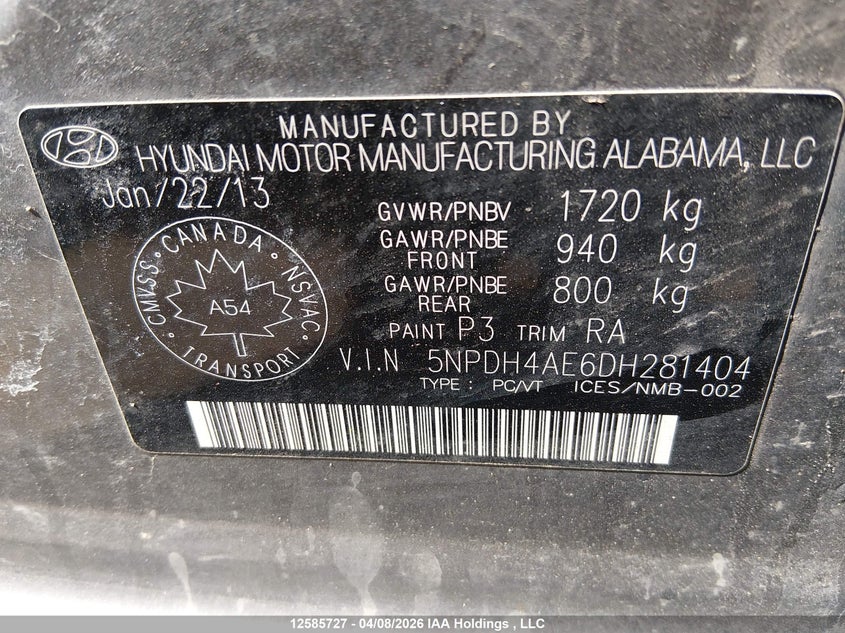 MANUFACTURED BY
HYUNDAI MOTOR MANUFACTURING ALABAMA, LLC
Jan/22/13
GVWR/PNBV 1720 kg
GAWR/PNBE FRONT 940 kg
GAWR/PNBE REAR 800 kg
PAINT P3 TRIM RA
V.I.N 5NPDH4AE6DH281404
TYPE : PC/VT ICES/NMB-002
CMVSS · CANADA · NSVAC
A54
· TRANSPORT ·
12585727 - 04/08/2026 IAA Holdings , LLC